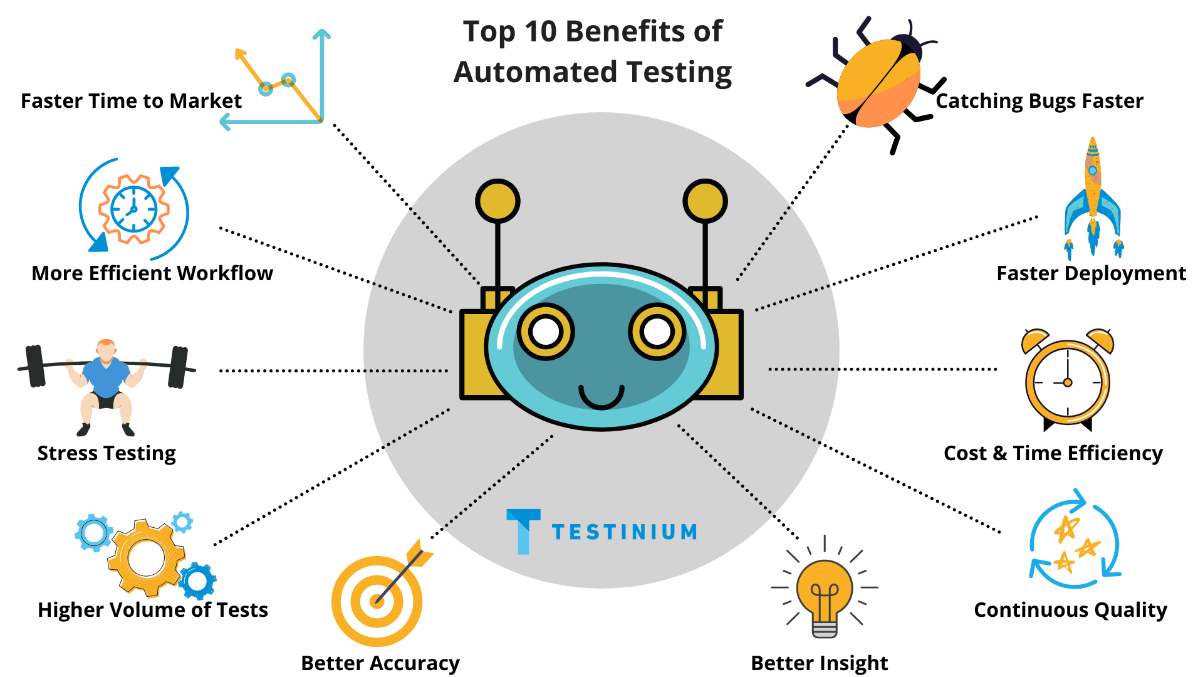 Top 10 Benefits of
Automated Testing
Faster Time to Market
Catching Bugs Faster
More Efficient Workflow
Faster Deployment
Stress Testing
Cost & Time Efficiency
TESTINIUM
Higher Volume of Tests
Continuous Quality
Better Accuracy
Better Insight